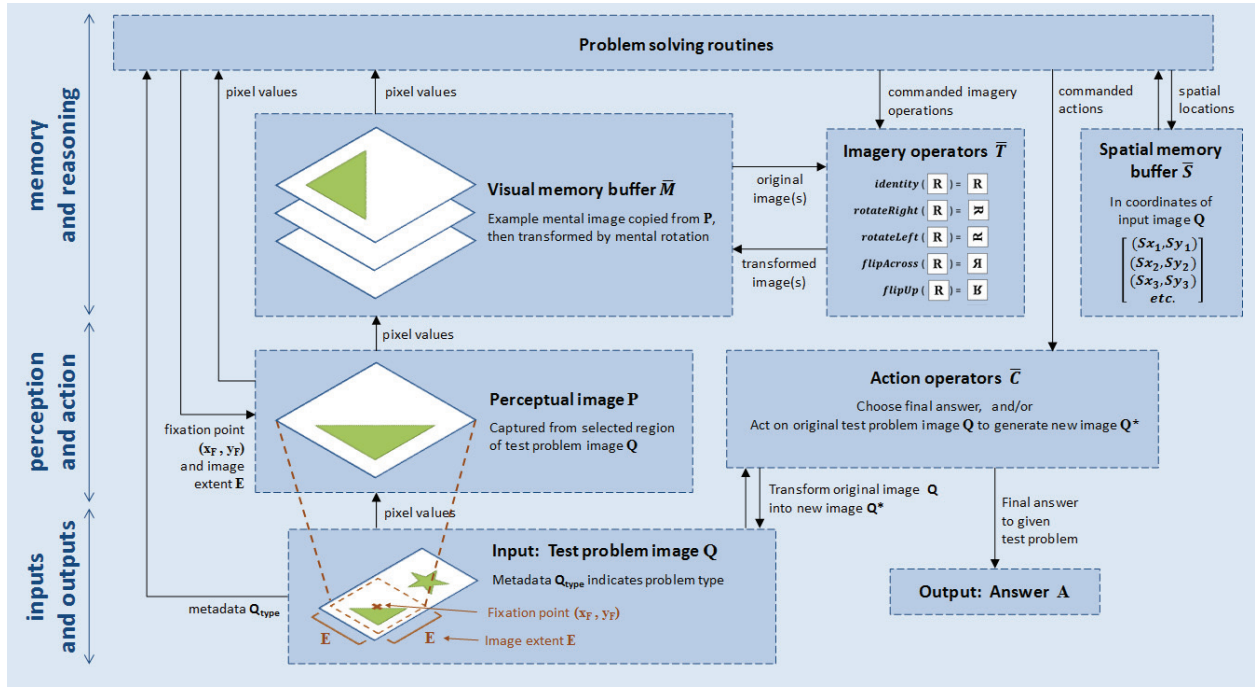 Problem solving routines
memory
and reasoning
pixel values
pixel values
commanded imagery
operations
commanded
actions
spatial
locations
Visual memory buffer M̅
Example mental image copied from P,
then transformed by mental rotation
original
image(s)
transformed
image(s)
Imagery operators T̅
identity( R ) = R
rotateRight( R ) = R
rotateLeft( R ) = R
flipAcross( R ) = Я
flipUp( R ) = R
Spatial memory
buffer S̅
In coordinates of
input image Q
(Sx₁,Sy₁)
(Sx₂,Sy₂)
(Sx₃,Sy₃)
etc.
pixel values
perception
and action
fixation point
(x_F , y_F)
and image
extent E
Perceptual image P
Captured from selected region
of test problem image Q
Action operators C̅
Choose final answer, and/or
Act on original test problem image Q to generate new image Q*
pixel values
Transform original image Q
into new image Q*
Final answer
to given
test problem
inputs
and outputs
metadata Q_type
Input: Test problem image Q
Metadata Q_type indicates problem type
Fixation point (x_F , y_F)
E
E
Image extent E
Output: Answer A